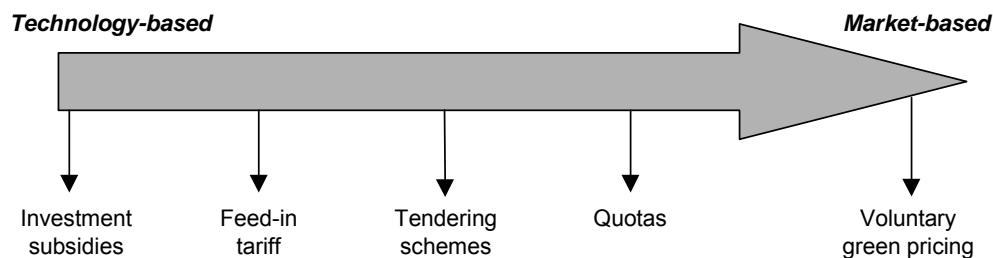 Technology-based
Market-based
Investment
subsidies
Feed-in
tariff
Tendering
schemes
Quotas
Voluntary
green pricing